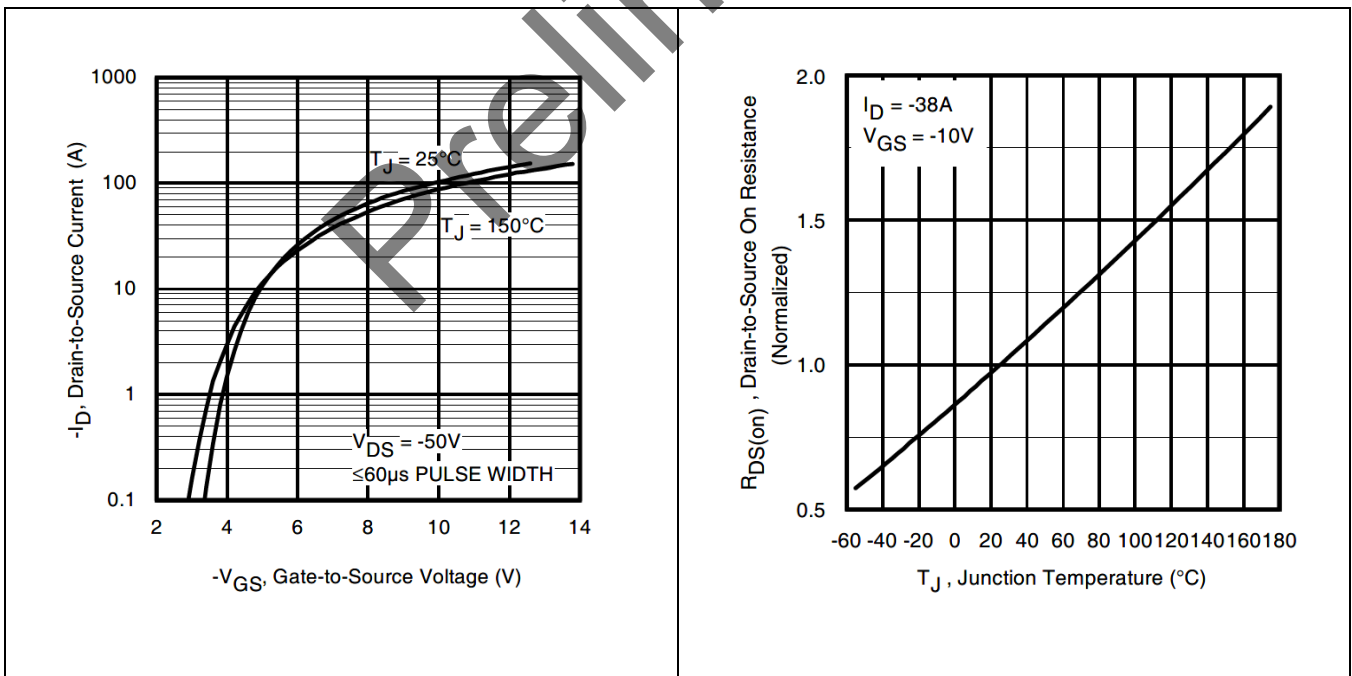 Prelin
1000
100
10
1
0.1
-ID, Drain-to-Source Current (A)
TJ = 25°C
TJ = 150°C
VDS = -50V
≤60µs PULSE WIDTH
2 4 6 8 10 12 14
-VGS, Gate-to-Source Voltage (V)
2.0
1.5
1.0
0.5
RDS(on) , Drain-to-Source On Resistance
(Normalized)
ID = -38A
VGS = -10V
-60 -40 -20 0 20 40 60 80 100 120 140 160 180
TJ , Junction Temperature (°C)